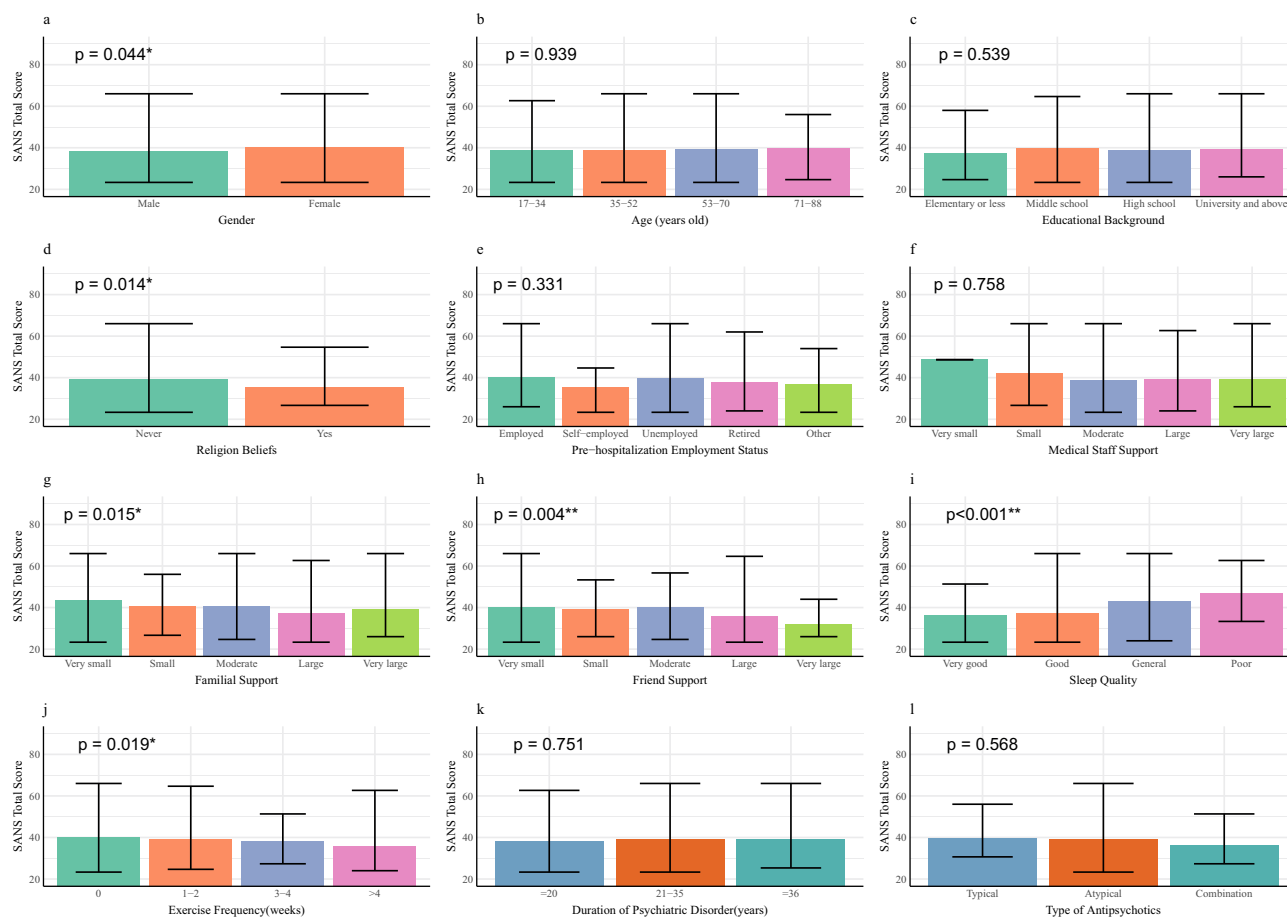 a
SANS Total Score
80
60
40
20
p = 0.044*
Male Female
Gender
b
SANS Total Score
80
60
40
20
p = 0.939
17−34 35−52 53−70 71−88
Age (years old)
c
SANS Total Score
80
60
40
20
p = 0.539
Elementary or less Middle school High school University and above
Educational Background
d
SANS Total Score
80
60
40
20
p = 0.014*
Never Yes
Religion Beliefs
e
SANS Total Score
80
60
40
20
p = 0.331
Employed Self−employed Unemployed Retired Other
Pre−hospitalization Employment Status
f
SANS Total Score
80
60
40
20
p = 0.758
Very small Small Moderate Large Very large
Medical Staff Support
g
SANS Total Score
80
60
40
20
p = 0.015*
Very small Small Moderate Large Very large
Familial Support
h
SANS Total Score
80
60
40
20
p = 0.004**
Very small Small Moderate Large Very large
Friend Support
i
SANS Total Score
80
60
40
20
p<0.001**
Very good Good General Poor
Sleep Quality
j
SANS Total Score
80
60
40
20
p = 0.019*
0 1−2 3−4 >4
Exercise Frequency(weeks)
k
SANS Total Score
80
60
40
20
p = 0.751
=20 21−35 =36
Duration of Psychiatric Disorder(years)
l
SANS Total Score
80
60
40
20
p = 0.568
Typical Atypical Combination
Type of Antipsychotics